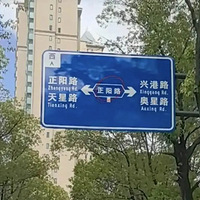 西
正阳路
Zhengyang Rd.
天星路
Tianxing Rd.
正阳路
兴港路
Xinggang Rd.
奥星路
Aoxing Rd.